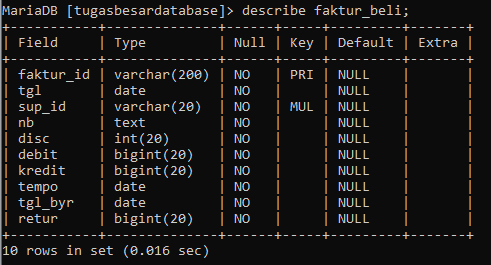 MariaDB [tugasbesardatabase]> describe faktur_beli;
+-----------+--------------+------+-----+---------+-------+
| Field     | Type         | Null | Key | Default | Extra |
+-----------+--------------+------+-----+---------+-------+
| faktur_id | varchar(200) | NO   | PRI | NULL    |       |
| tgl       | date         | NO   |     | NULL    |       |
| sup_id    | varchar(20)  | NO   | MUL | NULL    |       |
| nb        | text         | NO   |     | NULL    |       |
| disc      | int(20)      | NO   |     | NULL    |       |
| debit     | bigint(20)   | NO   |     | NULL    |       |
| kredit    | bigint(20)   | NO   |     | NULL    |       |
| tempo     | date         | NO   |     | NULL    |       |
| tgl_byr   | date         | NO   |     | NULL    |       |
| retur     | bigint(20)   | NO   |     | NULL    |       |
+-----------+--------------+------+-----+---------+-------+
10 rows in set (0.016 sec)